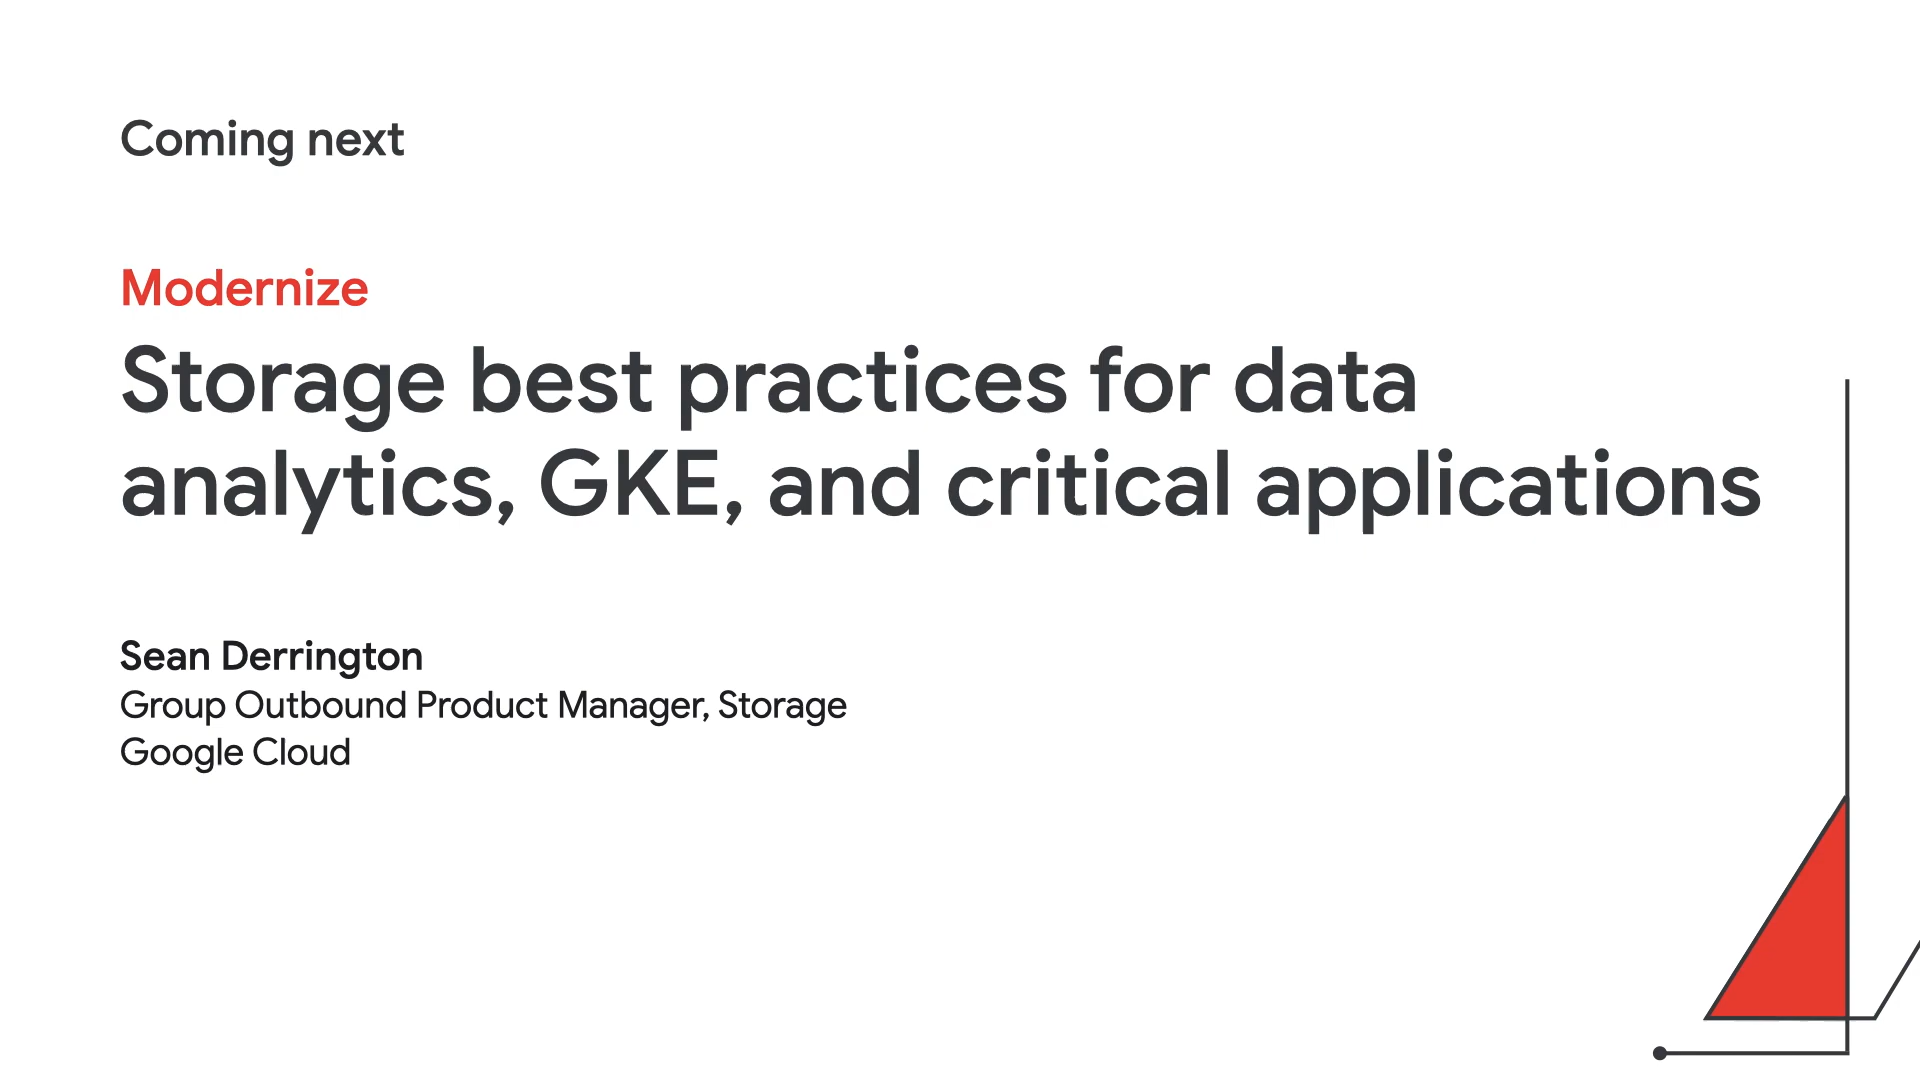 Coming next
Modernize
Storage best practices for data
analytics, GKE, and critical applications
Sean Derrington
Group Outbound Product Manager, Storage
Google Cloud